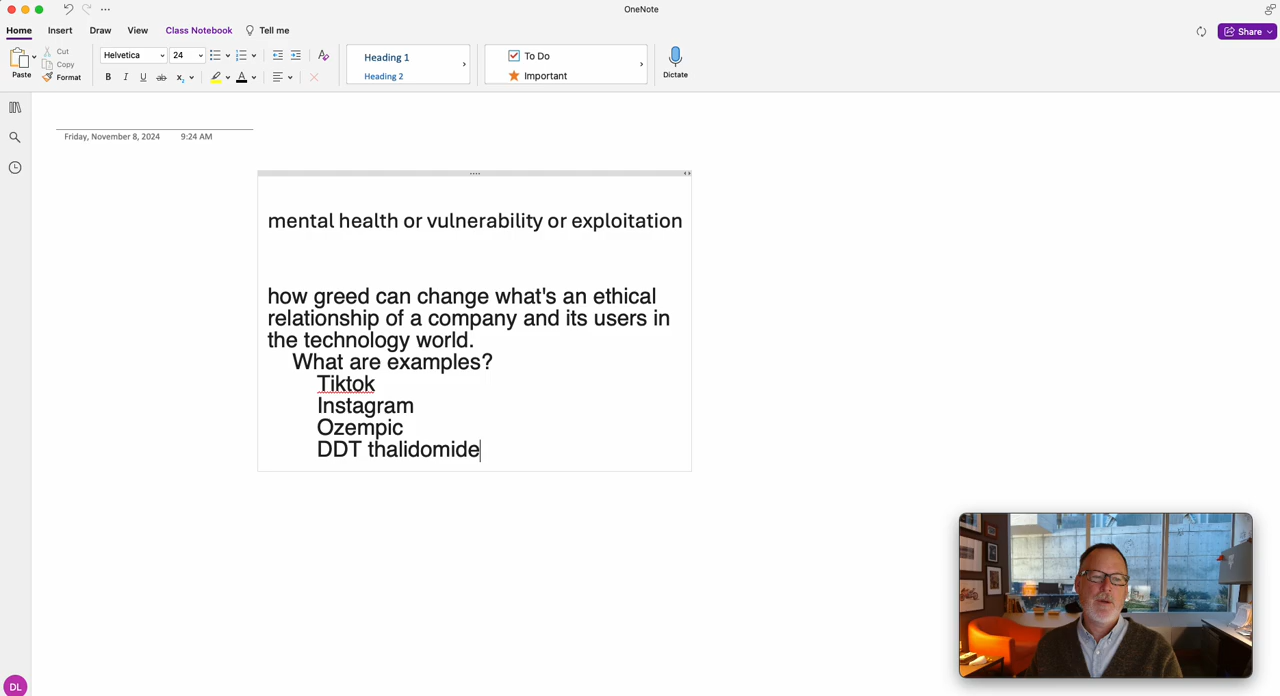 OneNote
Home Insert Draw View Class Notebook Tell me
Share
Paste
Cut
Copy
Format
Helvetica 24
B I U ab x
A
Heading 1
Heading 2
To Do
Important
Dictate
Friday, November 8, 2024 9:24 AM
mental health or vulnerability or exploitation
how greed can change what's an ethical
relationship of a company and its users in
the technology world.
What are examples?
Tiktok
Instagram
Ozempic
DDT thalidomide
DL